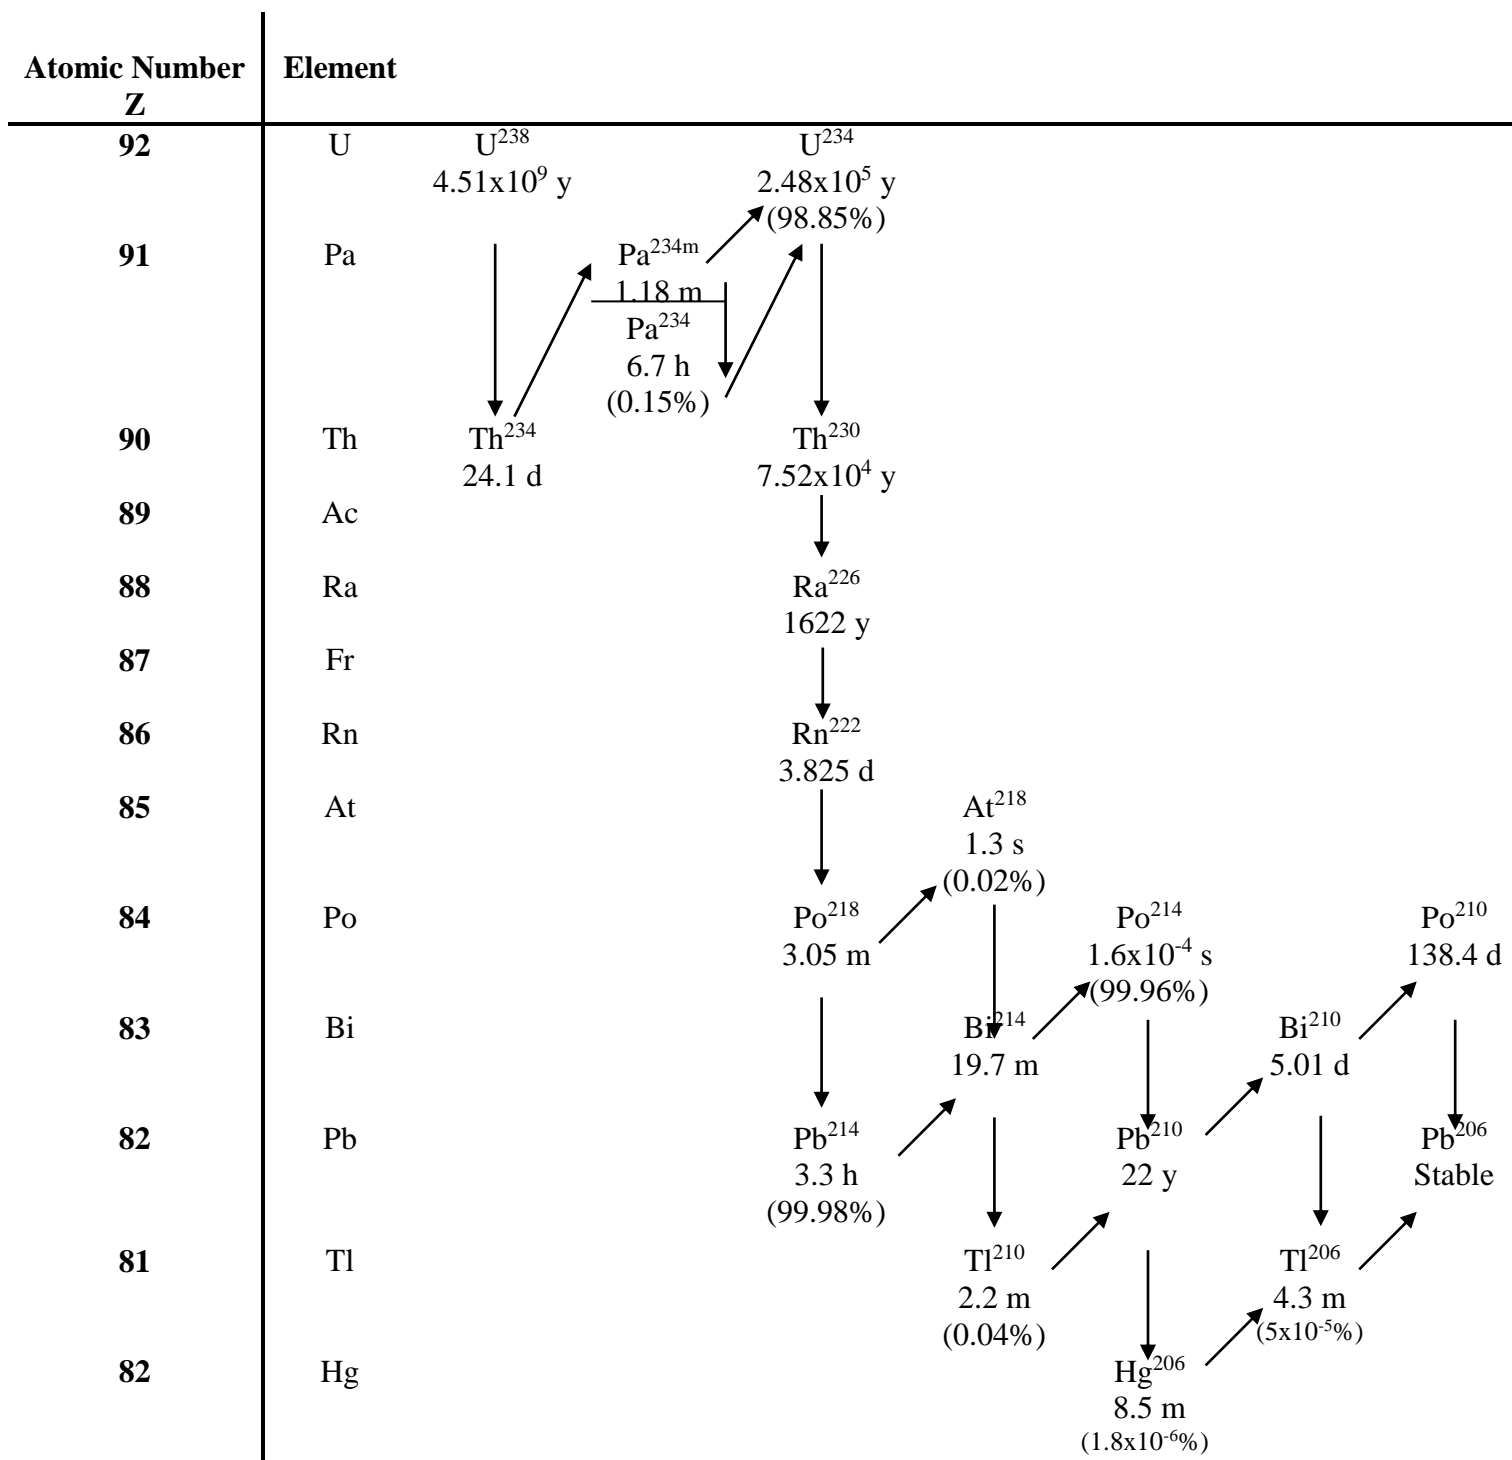 Atomic Number Element
Z
92 U U²³⁸ U²³⁴
4.51x10⁹ y 2.48x10⁵ y
(98.85%)
91 Pa Pa²³⁴ᵐ
1.18 m
Pa²³⁴
6.7 h
(0.15%)
90 Th Th²³⁴ Th²³⁰
24.1 d 7.52x10⁴ y
89 Ac
88 Ra Ra²²⁶
1622 y
87 Fr
86 Rn Rn²²²
3.825 d
85 At At²¹⁸
1.3 s
(0.02%)
84 Po Po²¹⁸ Po²¹⁴ Po²¹⁰
3.05 m 1.6x10⁻⁴ s 138.4 d
(99.96%)
83 Bi Bi²¹⁴ Bi²¹⁰
19.7 m 5.01 d
82 Pb Pb²¹⁴ Pb²¹⁰ Pb²⁰⁶
3.3 h 22 y Stable
(99.98%)
81 Tl Tl²¹⁰ Tl²⁰⁶
2.2 m 4.3 m
(0.04%) (5x10⁻⁵%)
82 Hg Hg²⁰⁶
8.5 m
(1.8x10⁻⁶%)